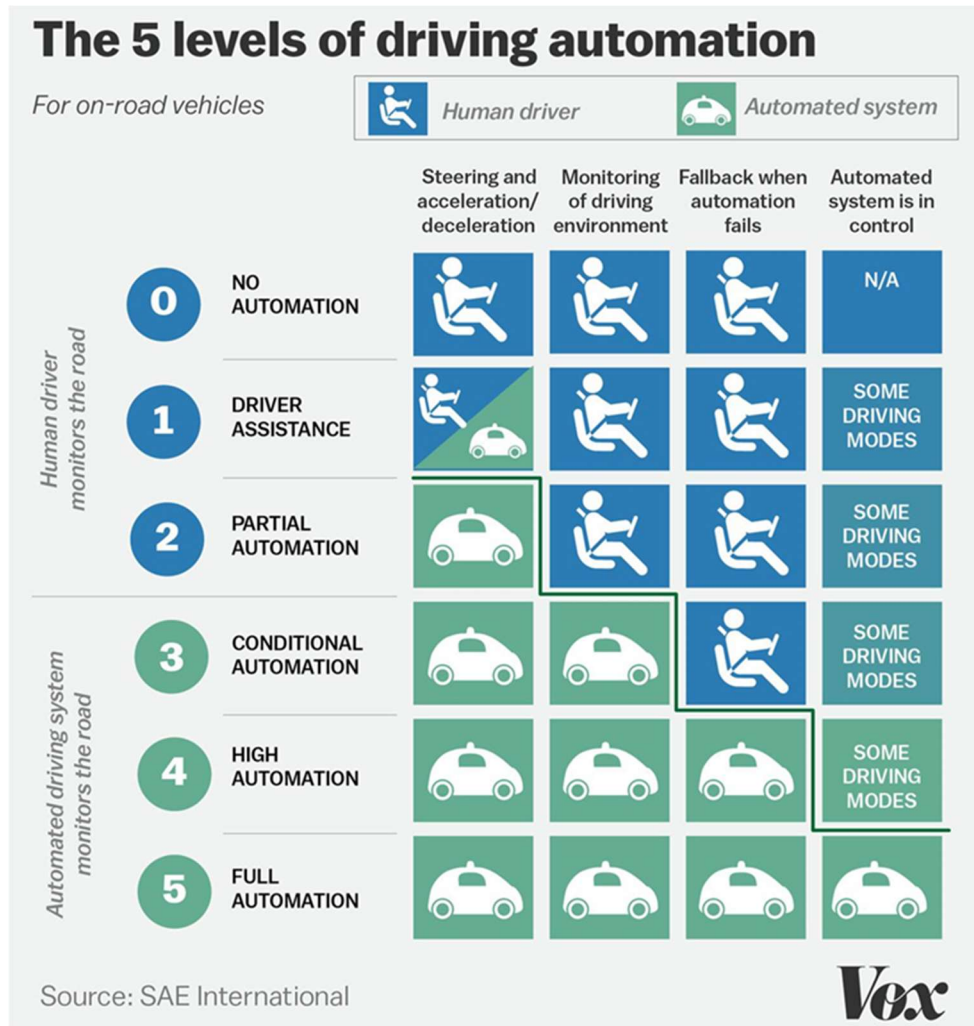 The 5 levels of driving automation
For on-road vehicles
Human driver
Automated system
Steering and
acceleration/
deceleration
Monitoring
of driving
environment
Fallback when
automation
fails
Automated
system is in
control
Human driver
monitors the road
0
NO
AUTOMATION
N/A
1
DRIVER
ASSISTANCE
SOME
DRIVING
MODES
2
PARTIAL
AUTOMATION
SOME
DRIVING
MODES
Automated driving system
monitors the road
3
CONDITIONAL
AUTOMATION
SOME
DRIVING
MODES
4
HIGH
AUTOMATION
SOME
DRIVING
MODES
5
FULL
AUTOMATION
Source: SAE International
Vox